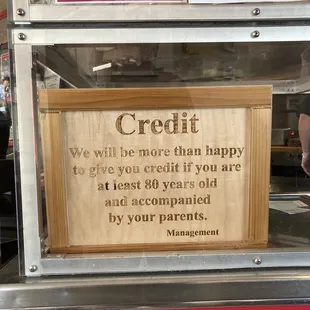 Credit
We will be more than happy
to give you credit if you are
at least 80 years old
and accompanied
by your parents.
Management